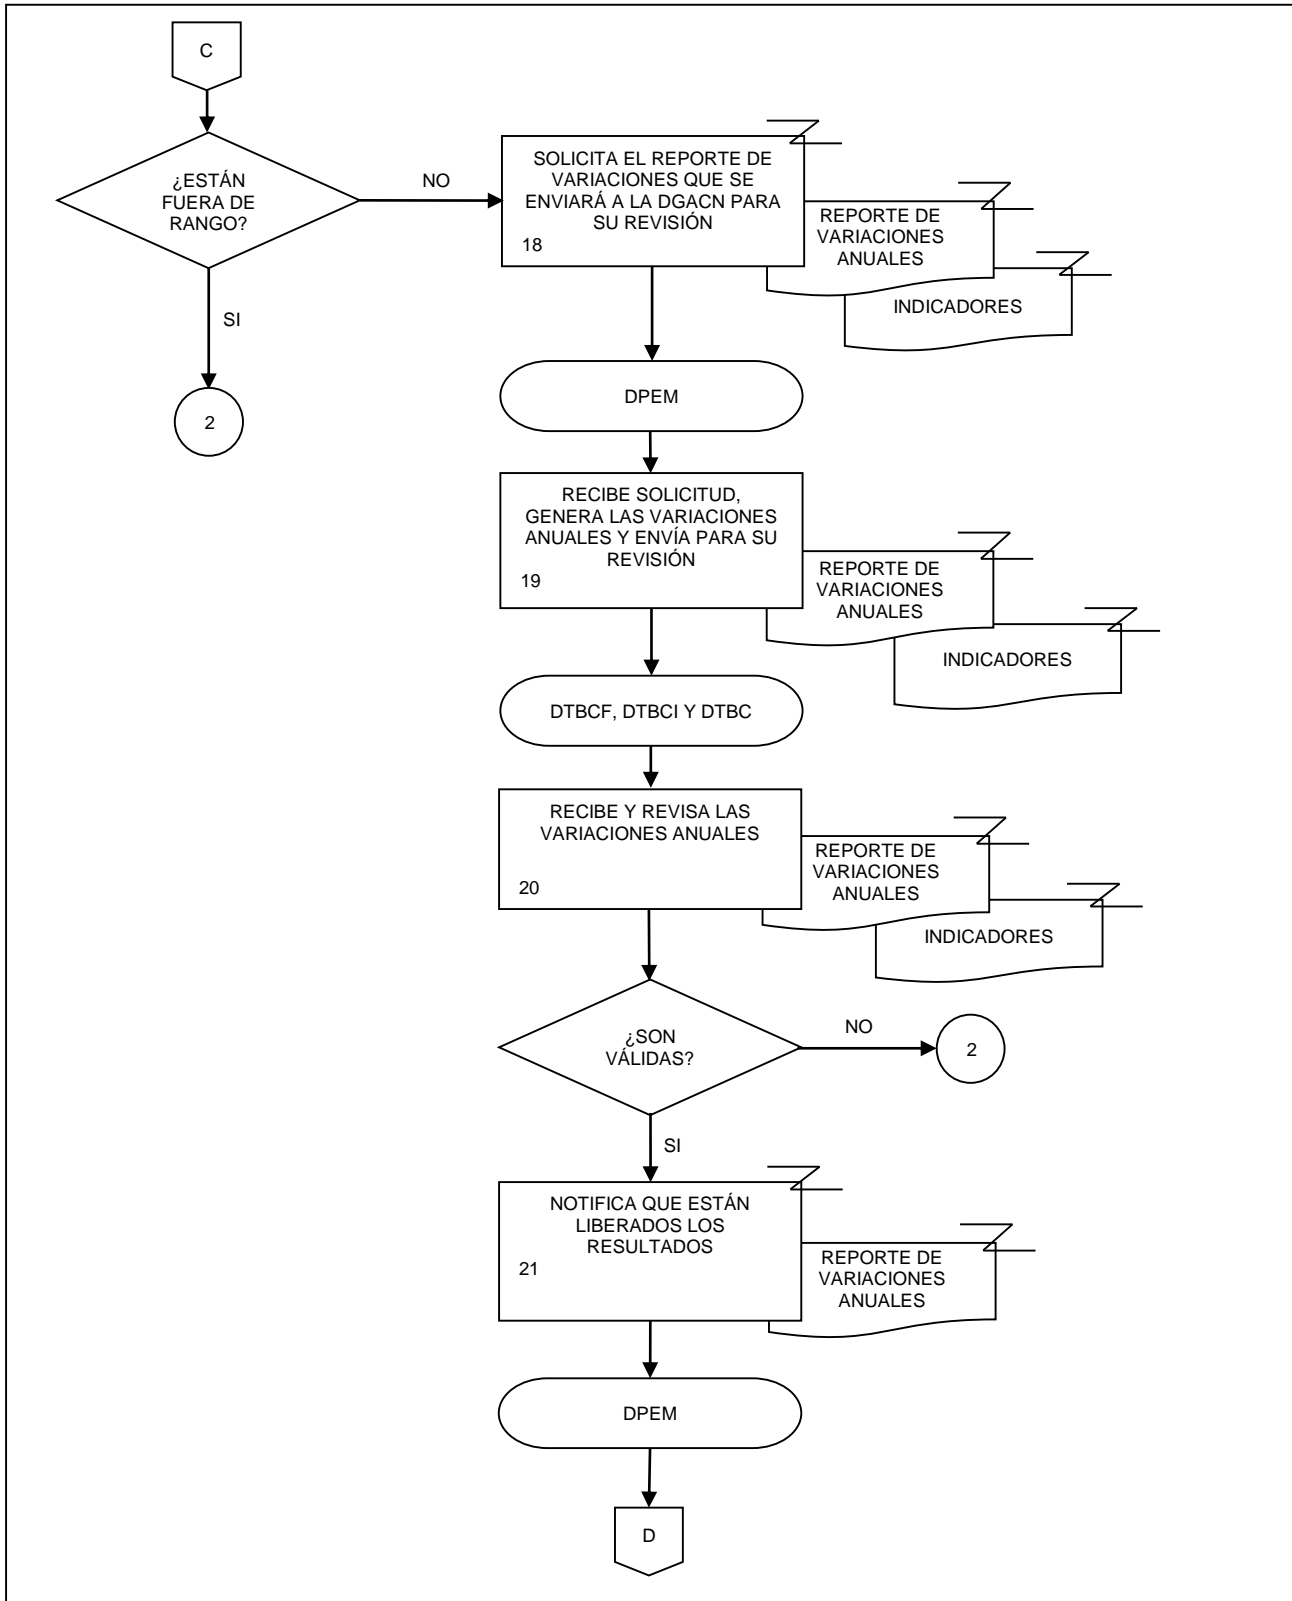 C
¿ESTÁN
FUERA DE
RANGO?
NO
SI
2
SOLICITA EL REPORTE DE
VARIACIONES QUE SE
ENVIARÁ A LA DGACN PARA
SU REVISIÓN
18
REPORTE DE
VARIACIONES
ANUALES
INDICADORES
DPEM
RECIBE SOLICITUD,
GENERA LAS VARIACIONES
ANUALES Y ENVÍA PARA SU
REVISIÓN
19
REPORTE DE
VARIACIONES
ANUALES
INDICADORES
DTBCF, DTBCI Y DTBC
RECIBE Y REVISA LAS
VARIACIONES ANUALES
20
REPORTE DE
VARIACIONES
ANUALES
INDICADORES
¿SON
VÁLIDAS?
NO
2
SI
NOTIFICA QUE ESTÁN
LIBERADOS LOS
RESULTADOS
21
REPORTE DE
VARIACIONES
ANUALES
DPEM
D